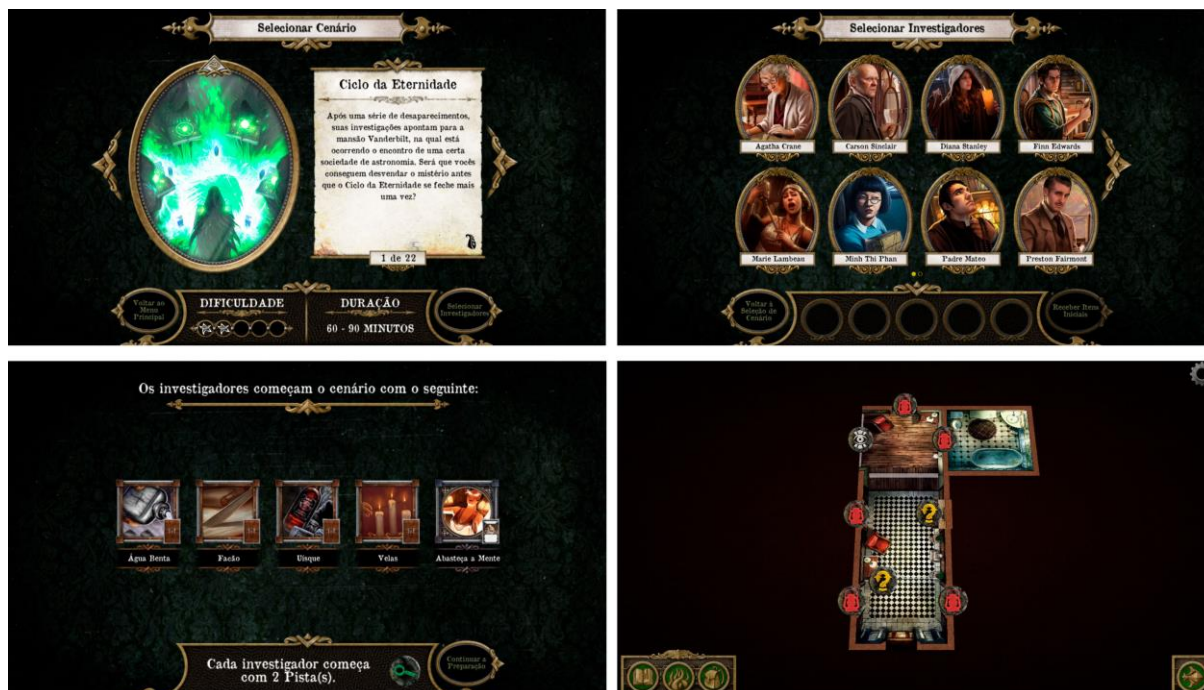 Selecionar Cenário
Ciclo da Eternidade
Após uma série de desaparecimentos,
suas investigações apontam para a
mansão Vanderbilt, na qual está
ocorrendo o encontro de uma certa
sociedade de astronomia. Será que vocês
conseguem desvendar o mistério antes
que o Ciclo da Eternidade se feche mais
uma vez?
1 de 22
Voltar ao
Menu
Principal
DIFICULDADE
DURAÇÃO
60 - 90 MINUTOS
Selecionar
Investigadores
Selecionar Investigadores
Agatha Crane
Carson Sinclair
Diana Stanley
Finn Edwards
Marie Lambeau
Minh Thi Phan
Padre Mateo
Preston Fairmont
Voltar à
Seleção de
Cenário
Receber Itens
Iniciais
Os investigadores começam o cenário com o seguinte:
Água Benta
Facão
Uísque
Velas
Abasteça a Mente
Cada investigador começa
com 2 Pista(s).
Continuar a
Preparação